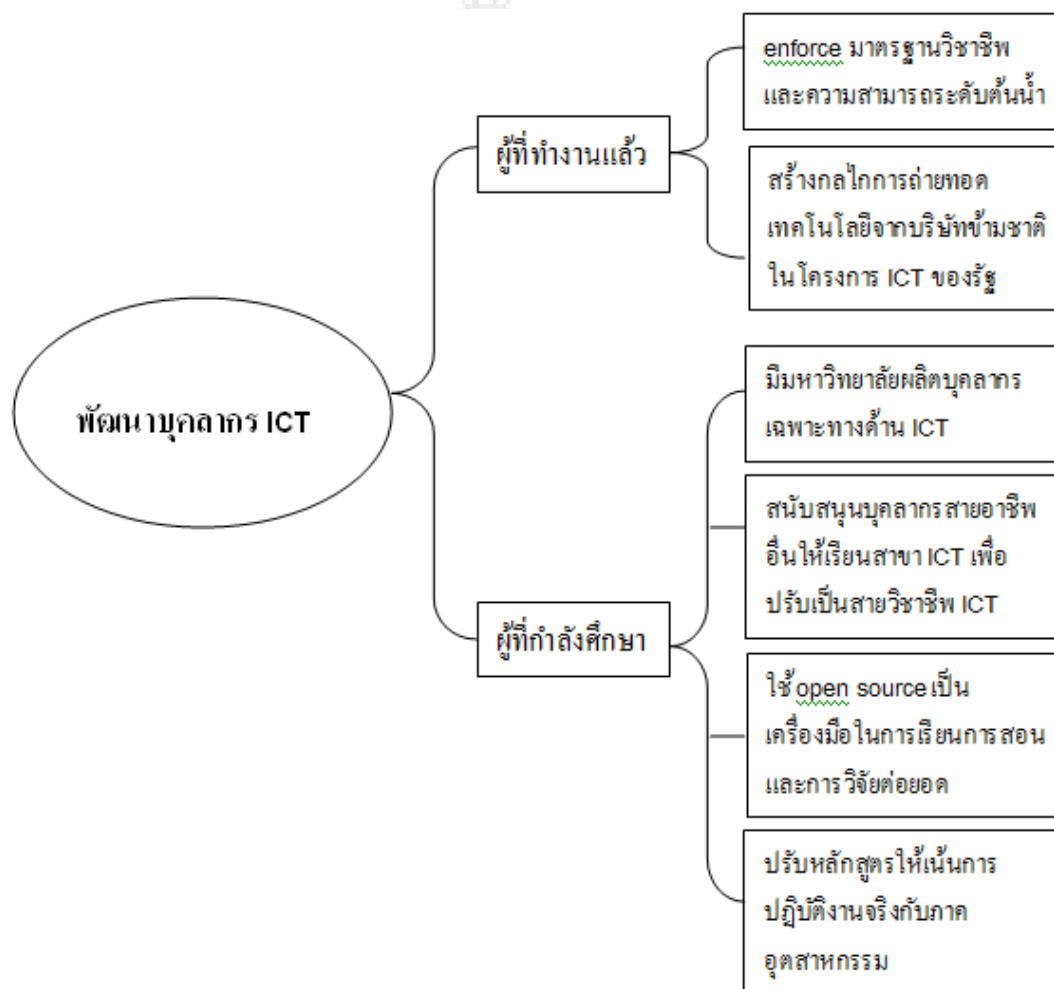 พัฒนาบุคลากร ICT
ผู้ที่ทำงานแล้ว
enforce มาตรฐานวิชาชีพ
และความสามารถระดับต้นน้ำ
สร้างกลไกการถ่ายทอด
เทคโนโลยีจากบริษัทข้ามชาติ
ในโครงการ ICT ของรัฐ
ผู้ที่กำลังศึกษา
มีมหาวิทยาลัยผลิตบุคลากร
เฉพาะทางด้าน ICT
สนับสนุนบุคลากรสายอาชีพ
อื่นให้เรียนสาขา ICT เพื่อ
ปรับเป็นสายวิชาชีพ ICT
ใช้ open source เป็น
เครื่องมือในการเรียนการสอน
และการวิจัยต่อยอด
ปรับหลักสูตรให้เน้นการ
ปฏิบัติงานจริงกับภาค
อุตสาหกรรม